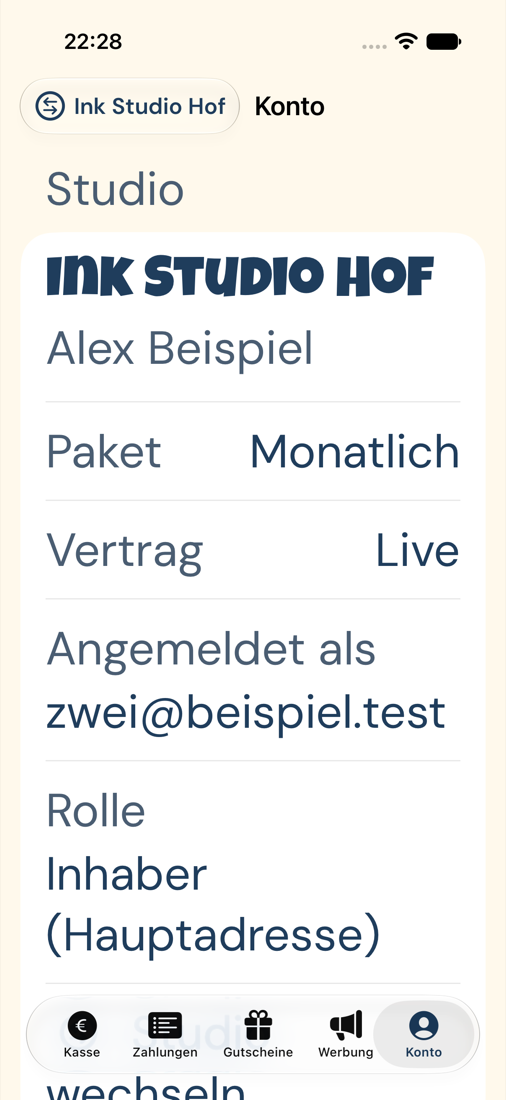 22:28
Ink Studio Hof
Konto
Studio
Ink Studio Hof
Alex Beispiel
Paket Monatlich
Vertrag Live
Angemeldet als
zwei@beispiel.test
Rolle
Inhaber
(Hauptadresse)
Studio
wechseln
Kasse Zahlungen Gutscheine Werbung Konto